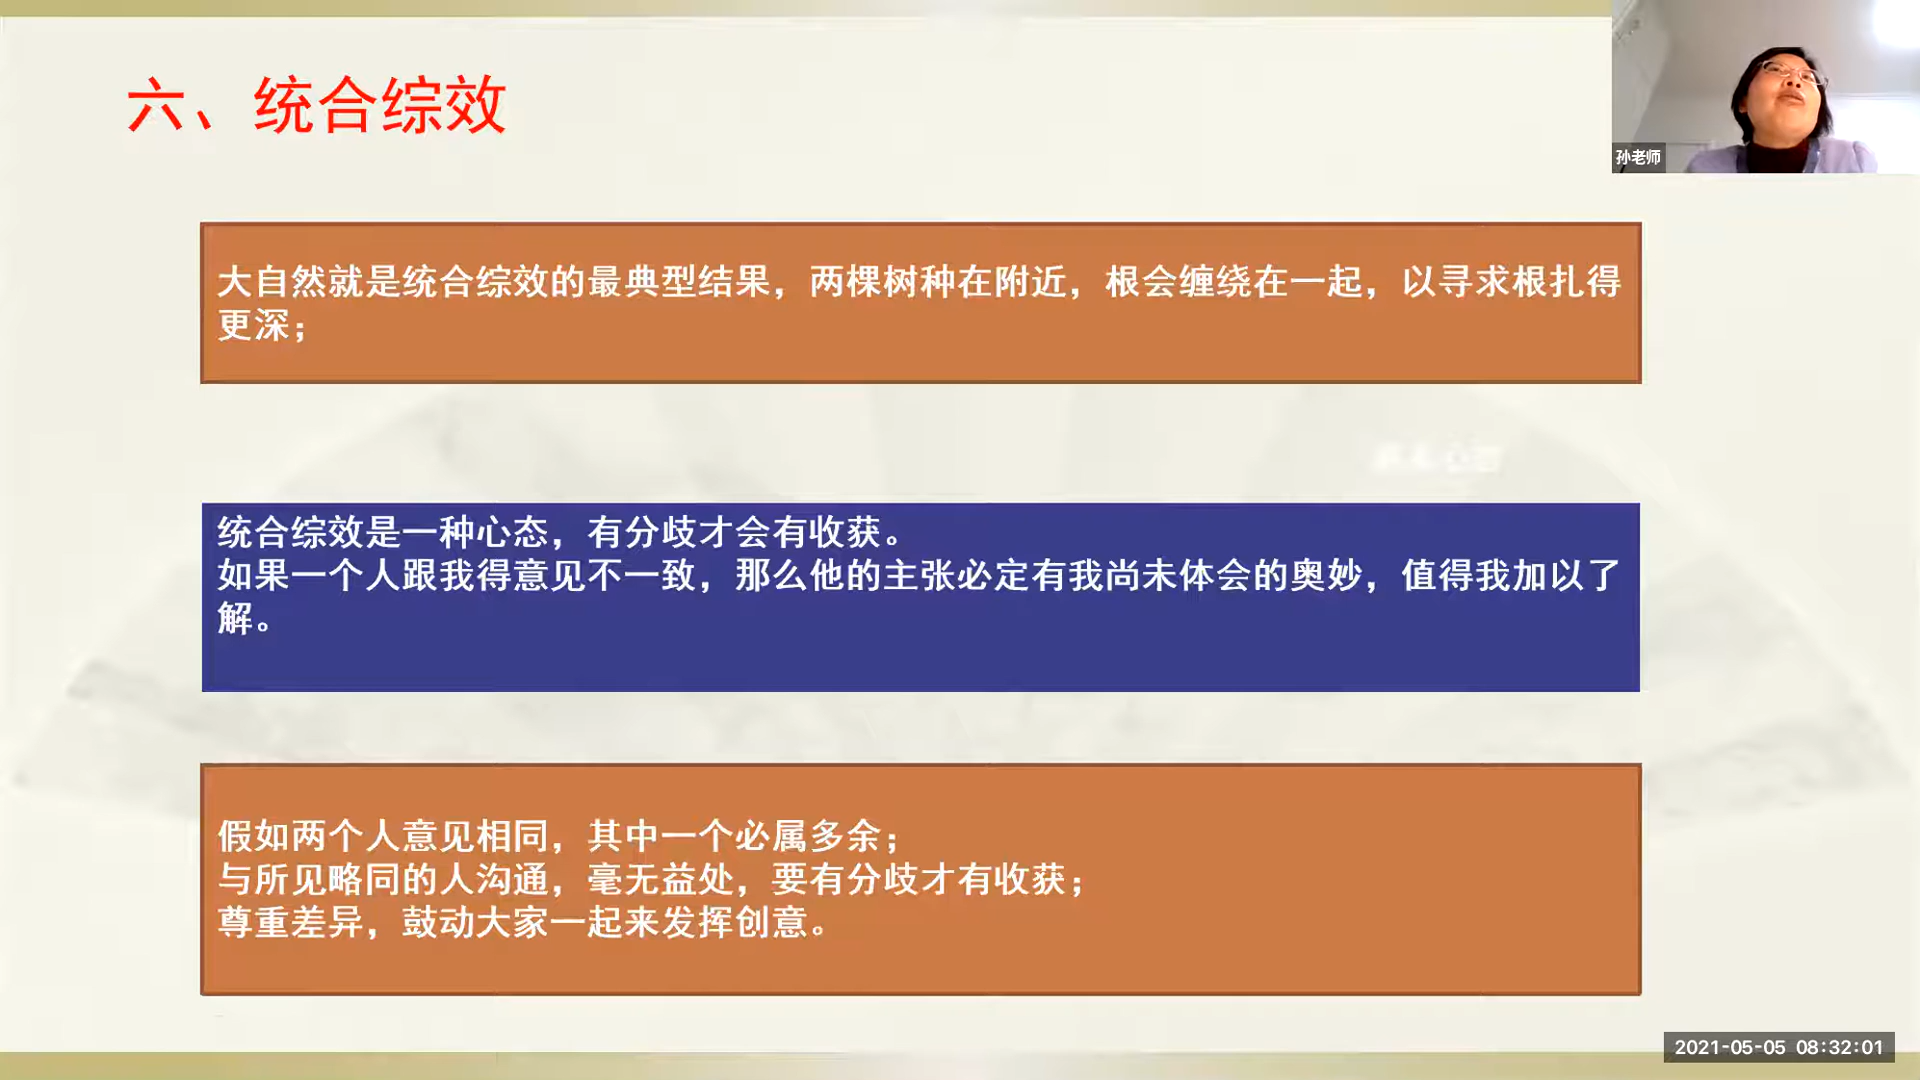 六、统合综效
孙老师
大自然就是统合综效的最典型结果，两棵树种在附近，根会缠绕在一起，以寻求根扎得
更深；
统合综效是一种心态，有分歧才会有收获。
如果一个人跟我得意见不一致，那么他的主张必定有我尚未体会的奥妙，值得我加以了
解。
假如两个人意见相同，其中一个必属多余；
与所见略同的人沟通，毫无益处，要有分歧才有收获；
尊重差异，鼓动大家一起来发挥创意。
2021-05-05 08:32:01